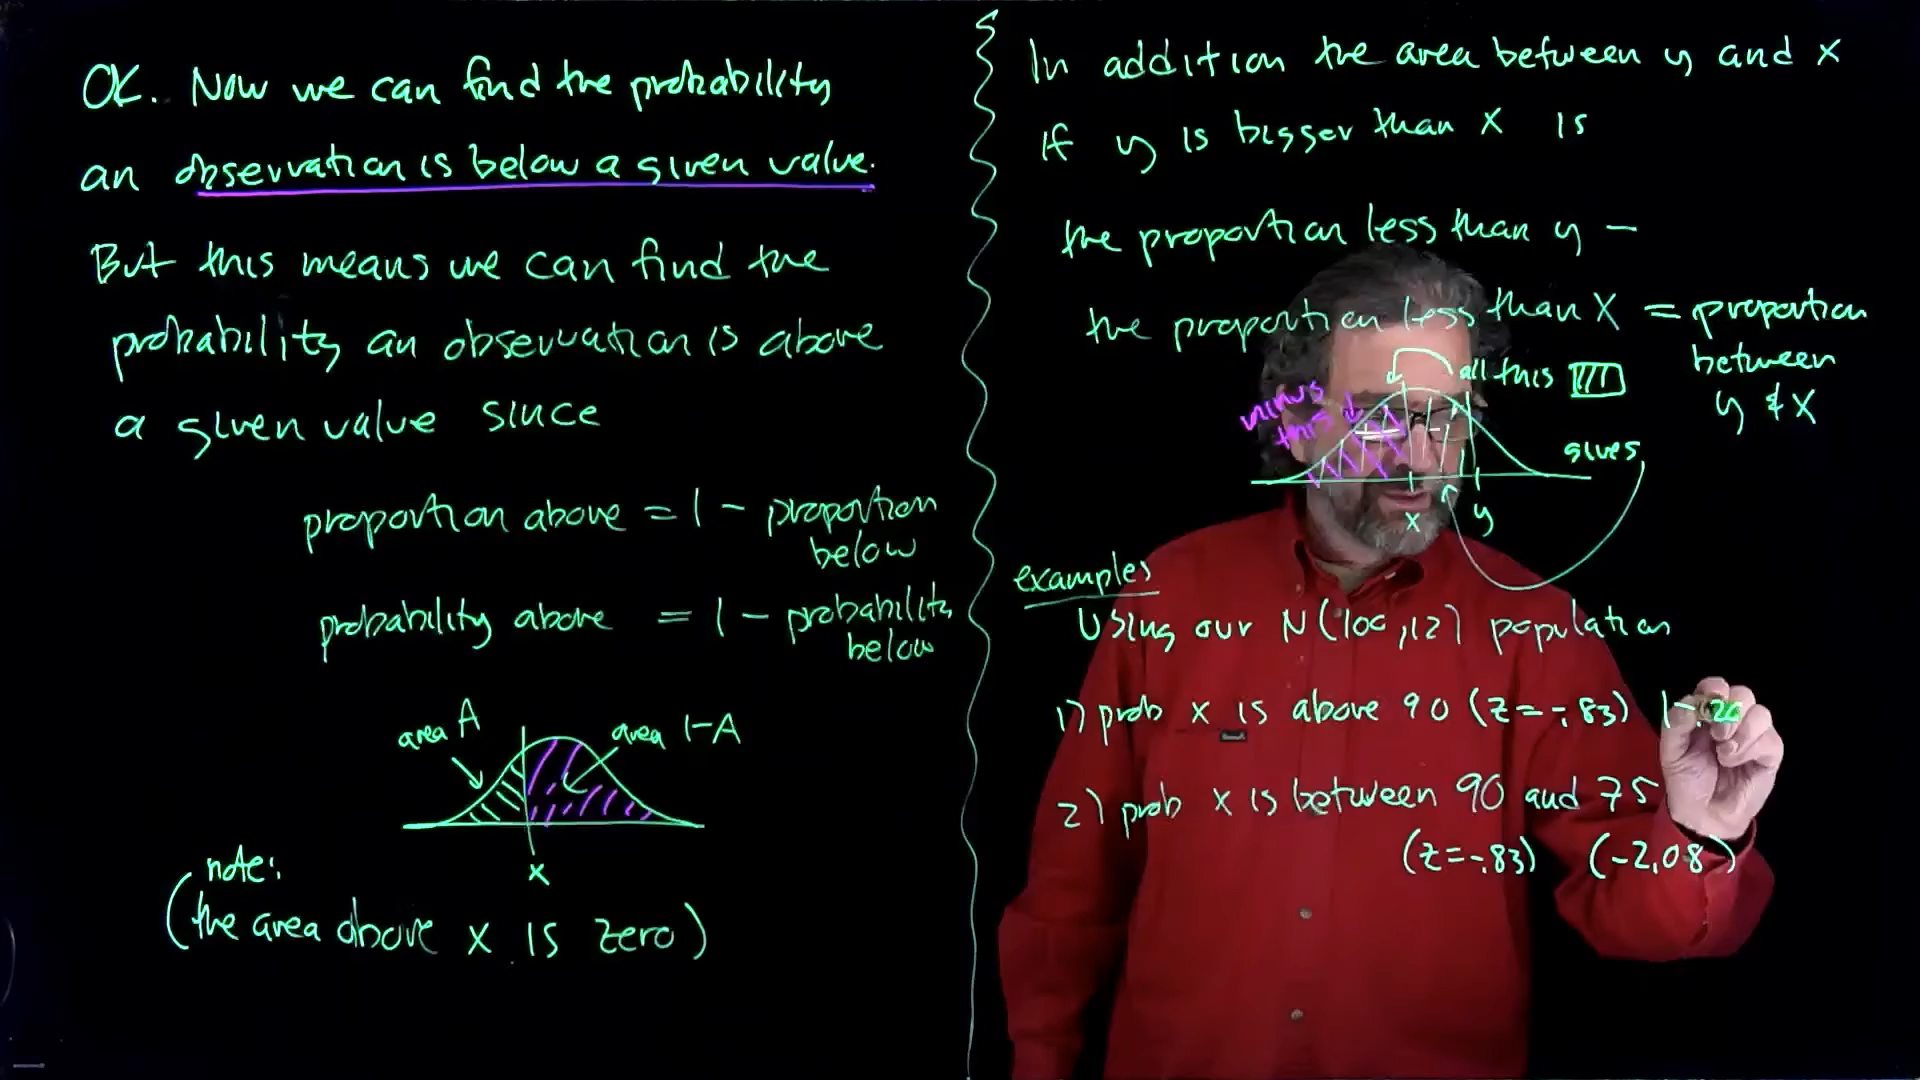 OK. Now we can find the probability
an observation is below a given value.
But this means we can find the
probability an observation is above
a given value since
proportion above = 1 - proportion
below
probability above = 1 - probability
below
area A
area 1-A
x
note:
(the area above x is zero)
In addition the area between y and x
if y is bigger than x is
the proportion less than y -
the proportion less than x = proportion
between
y & x
all this
minus
this
gives
x
y
examples
Using our N(100,12) population
1) prob x is above 90 (z=-.83) 1-.20
2) prob x is between 90 and 75
(z=-.83) (-2.08)